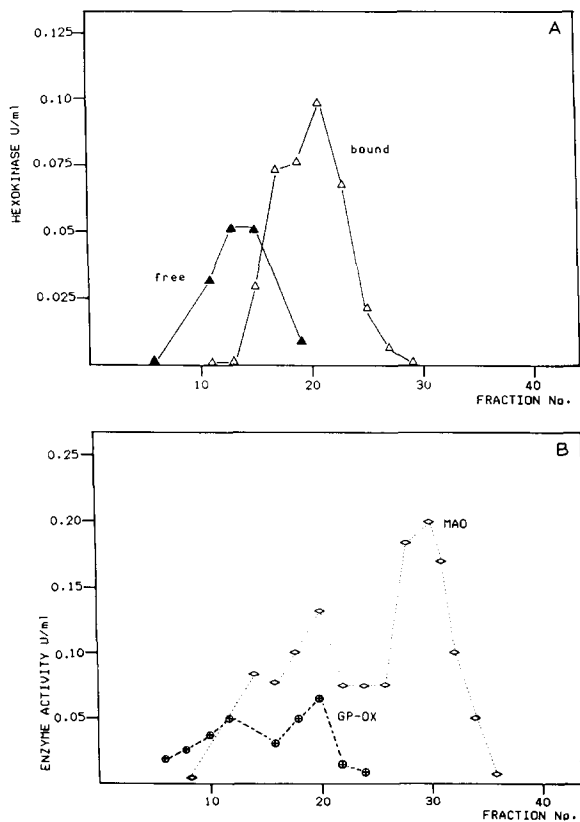 A
HEXOKINASE U/ml
0.125
0.10
0.075
0.05
0.025
free
bound
10
20
30
40
FRACTION No.
B
ENZYME ACTIVITY U/ml
0.25
0.20
0.15
0.10
0.05
MAO
GP-OX
10
20
30
40
FRACTION No.